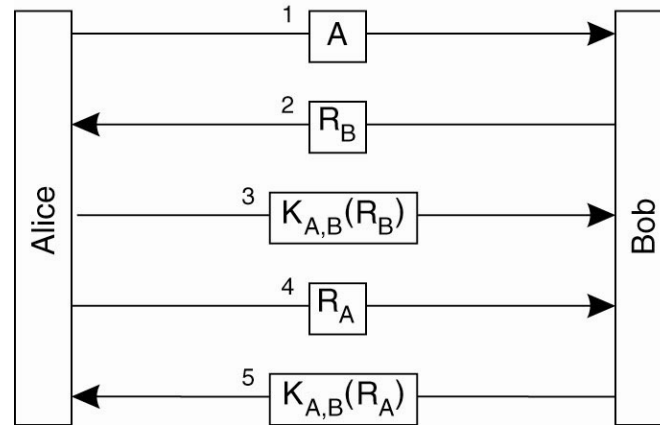 1 A
2 R_B
Alice
3 K_A,B(R_B)
Bob
4 R_A
5 K_A,B(R_A)